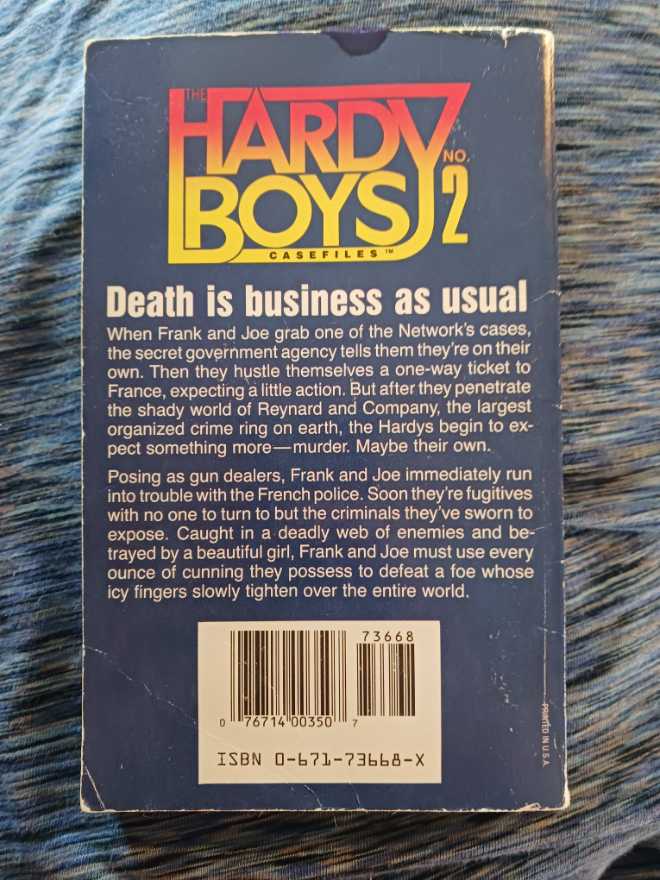 THE
HARDY
BOYS
NO.
2
CASEFILES™
Death is business as usual
When Frank and Joe grab one of the Network's cases,
the secret government agency tells them they're on their
own. Then they hustle themselves a one-way ticket to
France, expecting a little action. But after they penetrate
the shady world of Reynard and Company, the largest
organized crime ring on earth, the Hardys begin to ex-
pect something more—murder. Maybe their own.
Posing as gun dealers, Frank and Joe immediately run
into trouble with the French police. Soon they're fugitives
with no one to turn to but the criminals they've sworn to
expose. Caught in a deadly web of enemies and be-
trayed by a beautiful girl, Frank and Joe must use every
ounce of cunning they possess to defeat a foe whose
icy fingers slowly tighten over the entire world.
73668
0 76714 00350 7
ISBN 0-671-73668-X
PRINTED IN U.S.A.